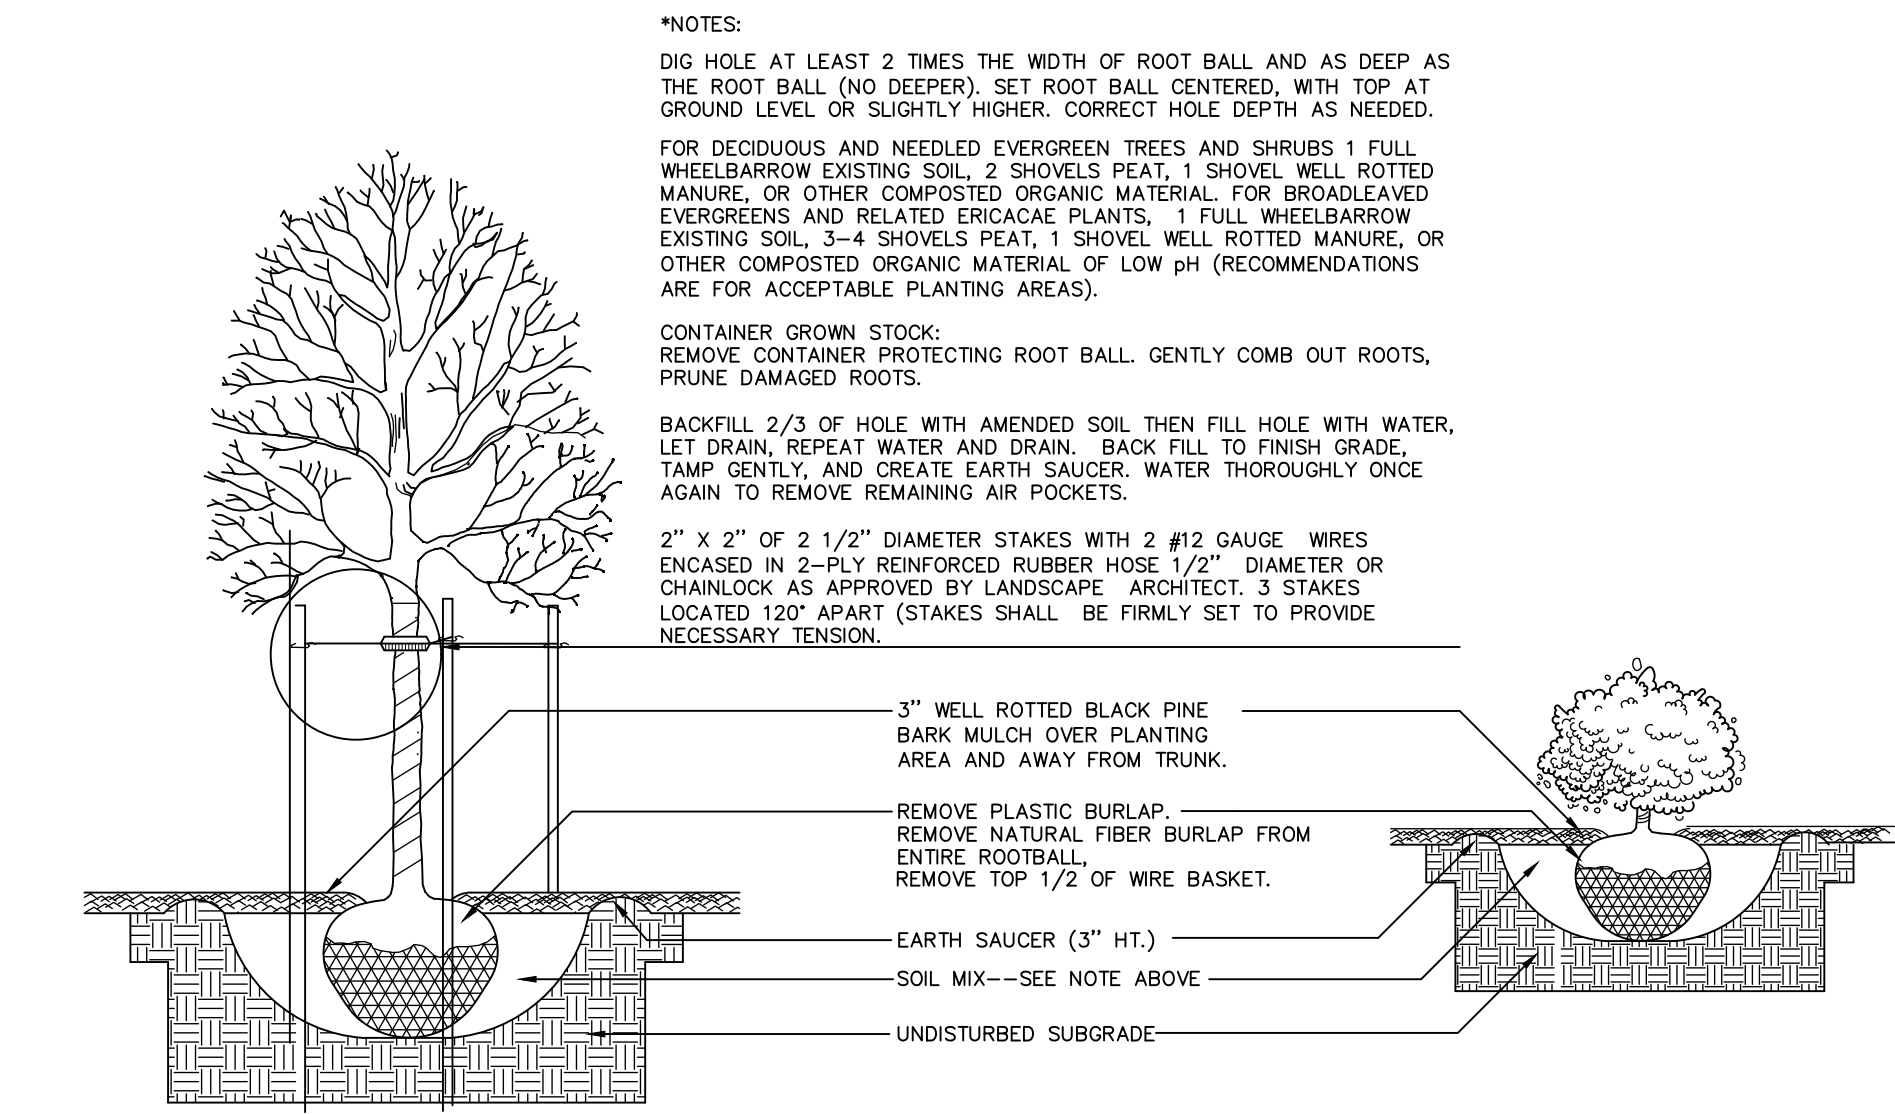 *NOTES:
DIG HOLE AT LEAST 2 TIMES THE WIDTH OF ROOT BALL AND AS DEEP AS
THE ROOT BALL (NO DEEPER). SET ROOT BALL CENTERED, WITH TOP AT
GROUND LEVEL OR SLIGHTLY HIGHER. CORRECT HOLE DEPTH AS NEEDED.
FOR DECIDUOUS AND NEEDLED EVERGREEN TREES AND SHRUBS 1 FULL
WHEELBARROW EXISTING SOIL, 2 SHOVELS PEAT, 1 SHOVEL WELL ROTTED
MANURE, OR OTHER COMPOSTED ORGANIC MATERIAL. FOR BROADLEAVED
EVERGREENS AND RELATED ERICACAE PLANTS, 1 FULL WHEELBARROW
EXISTING SOIL, 3-4 SHOVELS PEAT, 1 SHOVEL WELL ROTTED MANURE, OR
OTHER COMPOSTED ORGANIC MATERIAL OF LOW pH (RECOMMENDATIONS
ARE FOR ACCEPTABLE PLANTING AREAS).
CONTAINER GROWN STOCK:
REMOVE CONTAINER PROTECTING ROOT BALL. GENTLY COMB OUT ROOTS,
PRUNE DAMAGED ROOTS.
BACKFILL 2/3 OF HOLE WITH AMENDED SOIL THEN FILL HOLE WITH WATER,
LET DRAIN, REPEAT WATER AND DRAIN. BACK FILL TO FINISH GRADE,
TAMP GENTLY, AND CREATE EARTH SAUCER. WATER THOROUGHLY ONCE
AGAIN TO REMOVE REMAINING AIR POCKETS.
2" X 2" OF 2 1/2" DIAMETER STAKES WITH 2 #12 GAUGE WIRES
ENCASED IN 2-PLY REINFORCED RUBBER HOSE 1/2" DIAMETER OR
CHAINLOCK AS APPROVED BY LANDSCAPE ARCHITECT. 3 STAKES
LOCATED 120° APART (STAKES SHALL BE FIRMLY SET TO PROVIDE
NECESSARY TENSION.
3" WELL ROTTED BLACK PINE
BARK MULCH OVER PLANTING
AREA AND AWAY FROM TRUNK.
REMOVE PLASTIC BURLAP.
REMOVE NATURAL FIBER BURLAP FROM
ENTIRE ROOTBALL,
REMOVE TOP 1/2 OF WIRE BASKET.
EARTH SAUCER (3" HT.)
SOIL MIX--SEE NOTE ABOVE
UNDISTURBED SUBGRADE